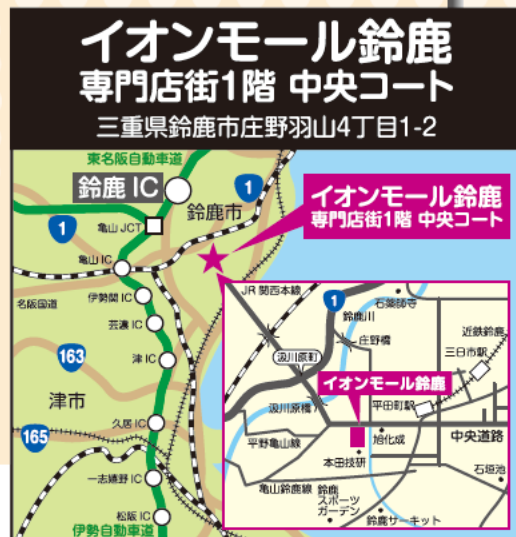 イオンモール鈴鹿
専門店街1階 中央コート
三重県鈴鹿市庄野羽山4丁目1-2
東名阪自動車道
鈴鹿 IC
1
鈴鹿市
1
亀山 JCT
イオンモール鈴鹿
専門店街1階 中央コート
亀山 IC
名阪国道
伊勢関 IC
芸濃 IC
163
津 IC
津市
久居 IC
165
一志嬉野 IC
松阪 IC
伊勢自動車道
JR 関西本線
1
石薬師寺
鈴鹿川
庄野橋
近鉄鈴鹿
三日市駅
汲川原町
イオンモール鈴鹿
汲川原橋
平田町駅
平野亀山線
旭化成
中央道路
本田技研
石垣池
亀山鈴鹿線
鈴鹿
スポーツ
ガーデン
鈴鹿サーキット